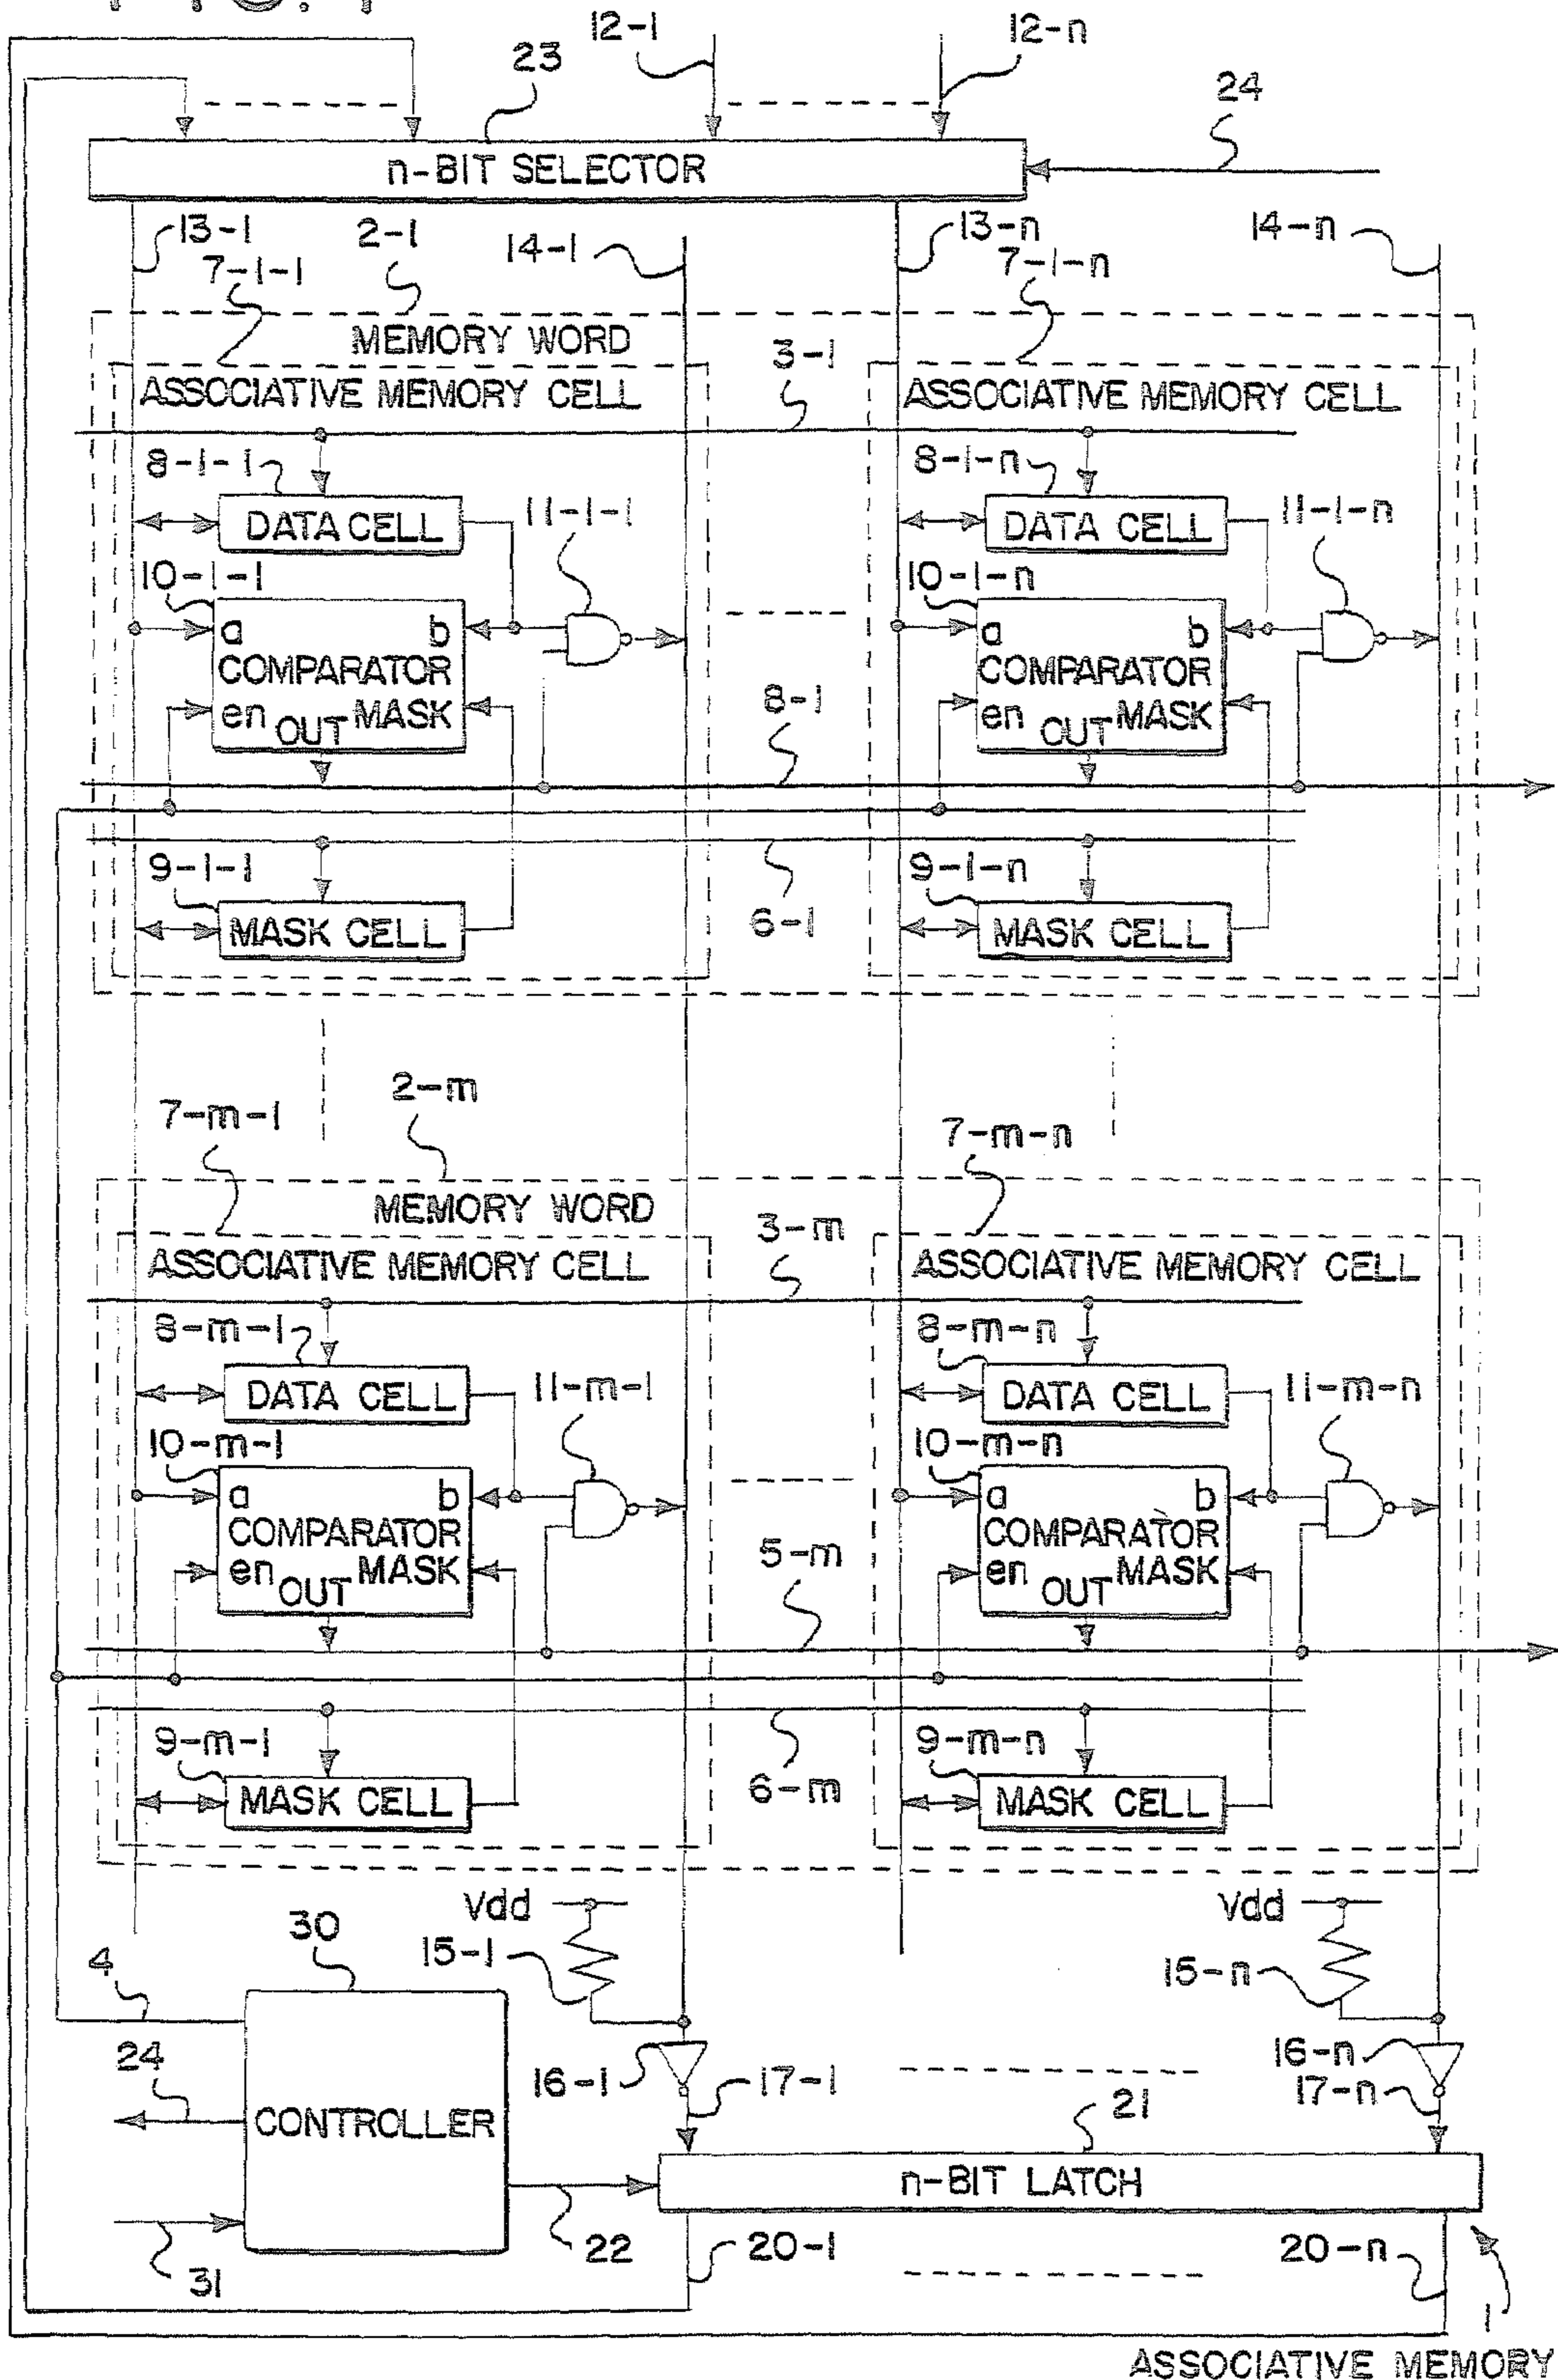 12-1
12-n
23
24
n-BIT SELECTOR
13-1
2-1
14-1
13-n
14-n
7-1-1
7-1-n
MEMORY WORD
3-1
ASSOCIATIVE MEMORY CELL
ASSOCIATIVE MEMORY CELL
8-1-1
8-1-n
DATA CELL
11-1-1
DATA CELL
11-1-n
10-1-1
10-1-n
a b
a b
COMPARATOR
COMPARATOR
en OUT MASK
8-1
en OUT MASK
9-1-1
9-1-n
6-1
MASK CELL
MASK CELL
2-m
7-m-1
7-m-n
MEMORY WORD
3-m
ASSOCIATIVE MEMORY CELL
ASSOCIATIVE MEMORY CELL
8-m-1
8-m-n
DATA CELL
11-m-1
DATA CELL
11-m-n
10-m-1
10-m-n
a b
a b
COMPARATOR
COMPARATOR
5-m
en OUT MASK
en OUT MASK
9-m-1
9-m-n
6-m
MASK CELL
MASK CELL
Vdd
Vdd
30
15-1
15-n
4
24
16-1
17-1
16-n
17-n
CONTROLLER
21
n-BIT LATCH
22
20-1
20-n
31
1
ASSOCIATIVE MEMORY